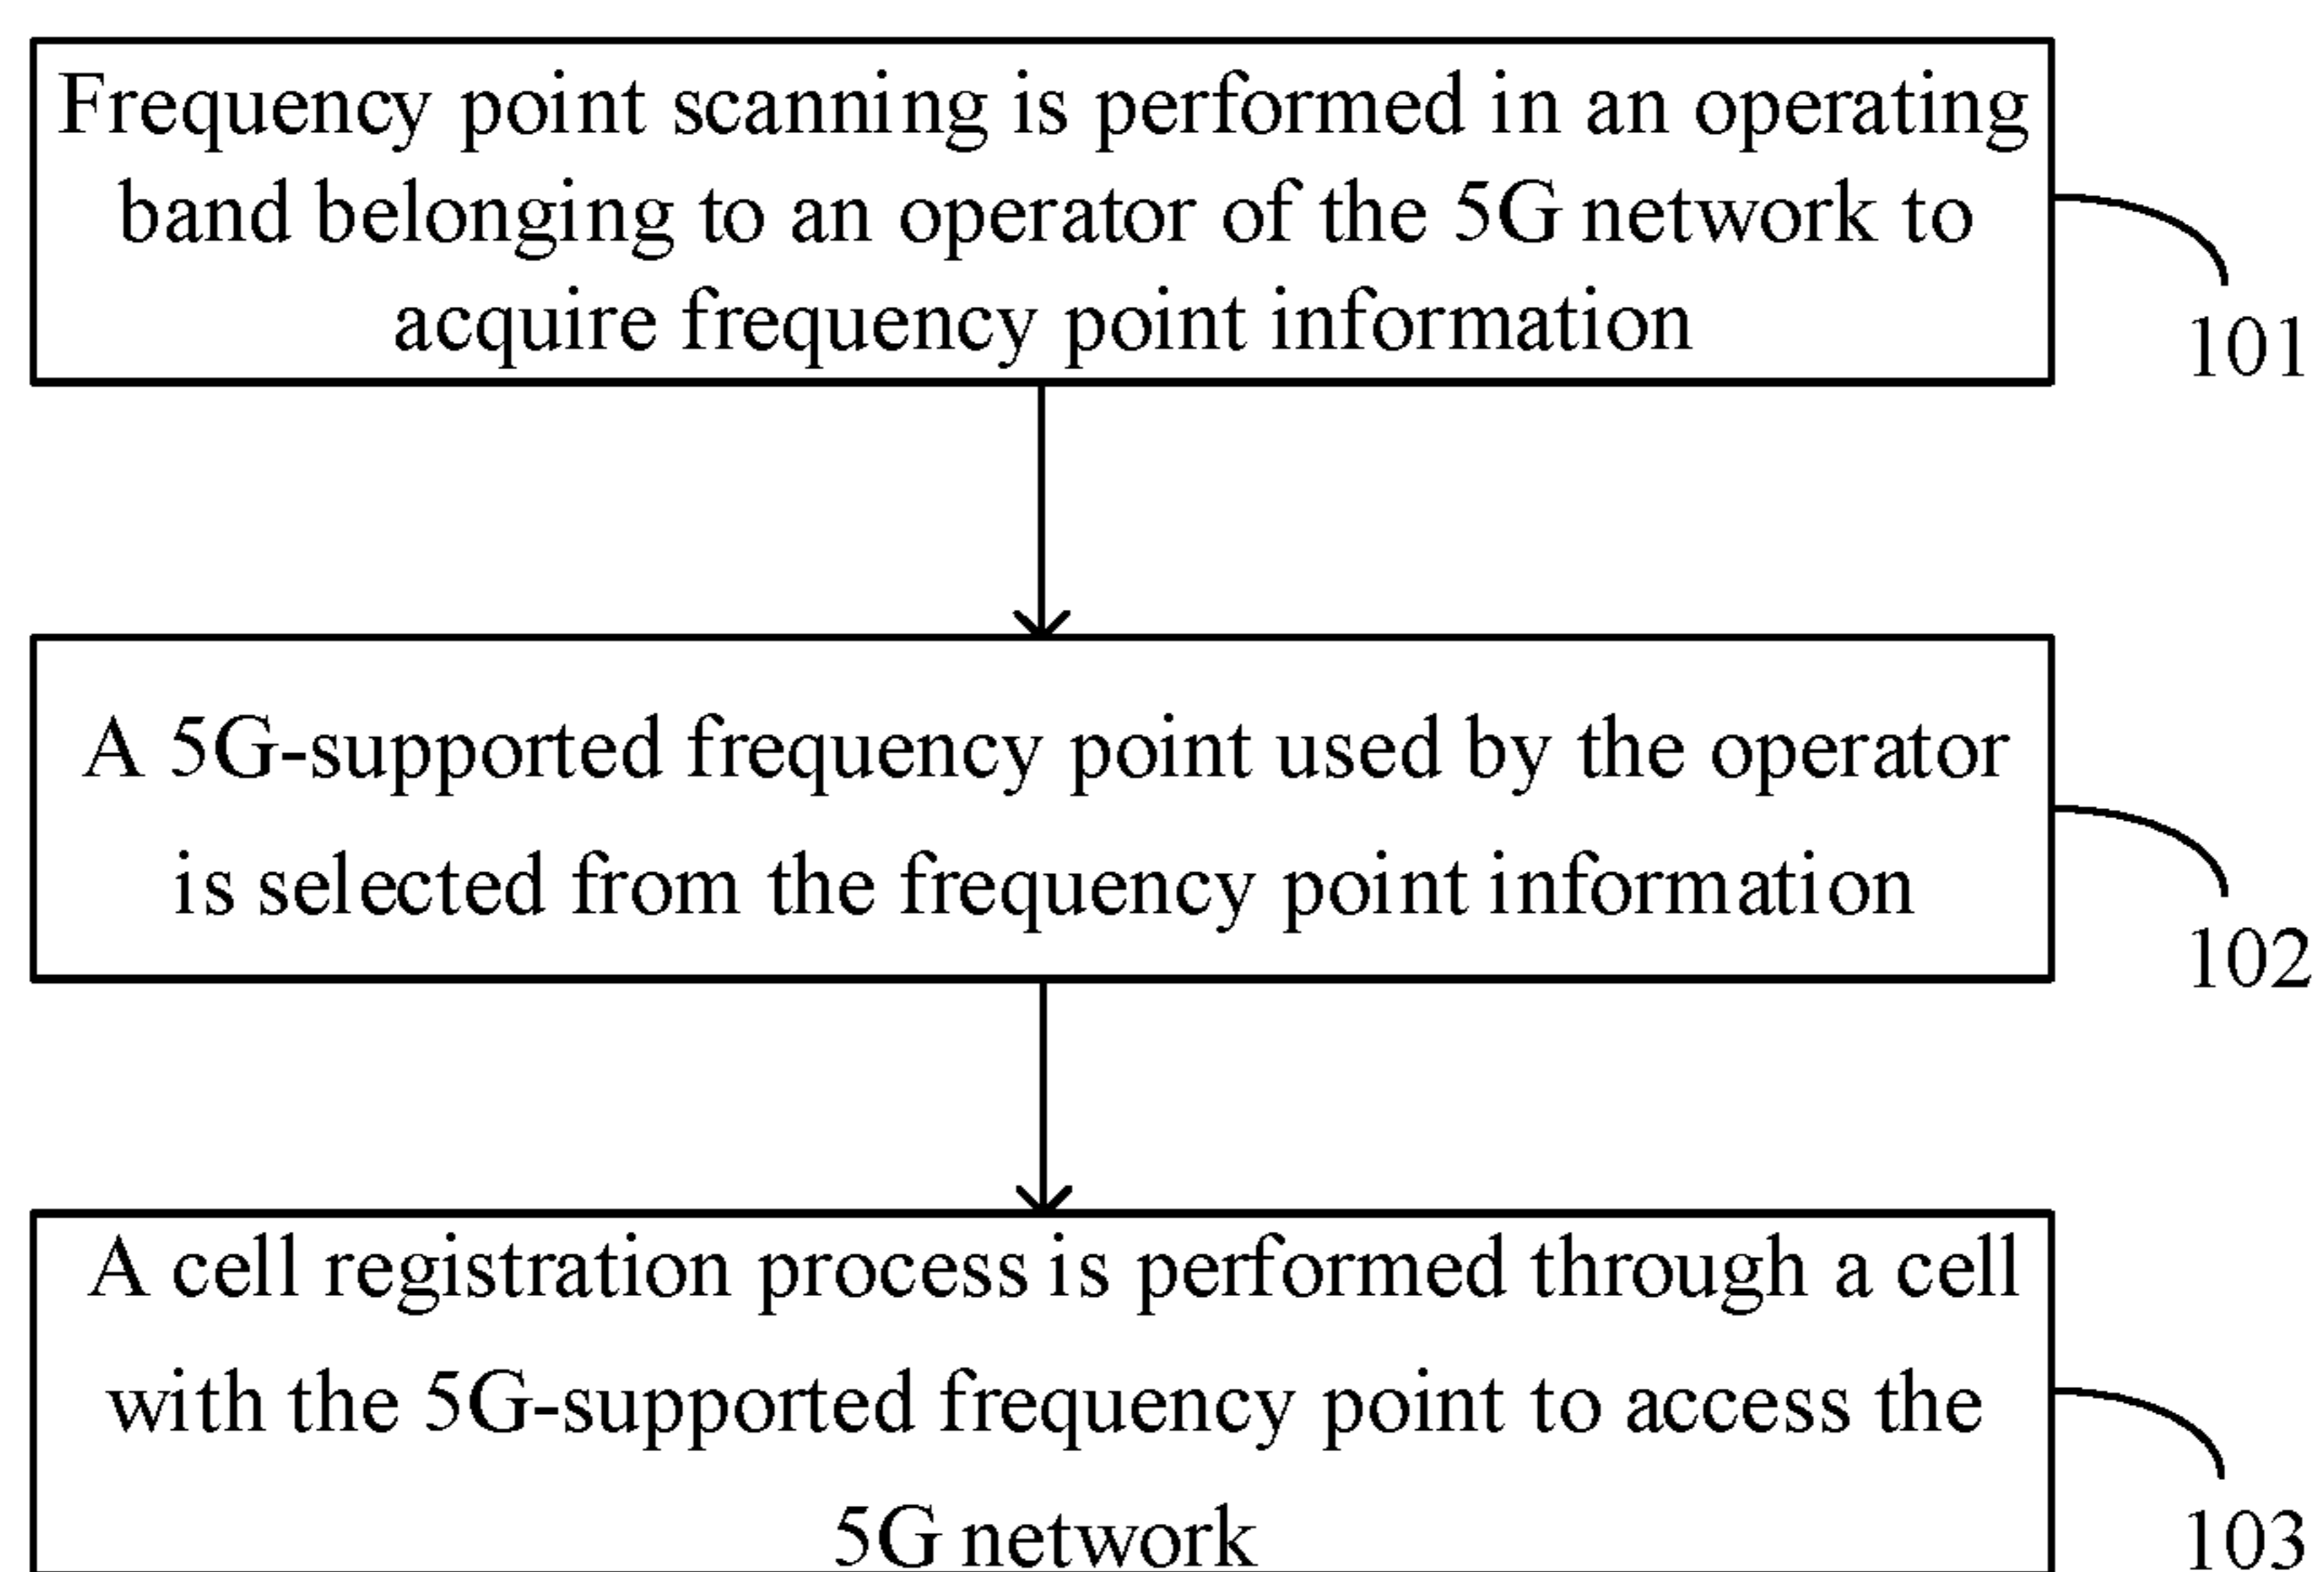 Frequency point scanning is performed in an operating
band belonging to an operator of the 5G network to
acquire frequency point information
101
A 5G-supported frequency point used by the operator
is selected from the frequency point information
102
A cell registration process is performed through a cell
with the 5G-supported frequency point to access the
5G network
103